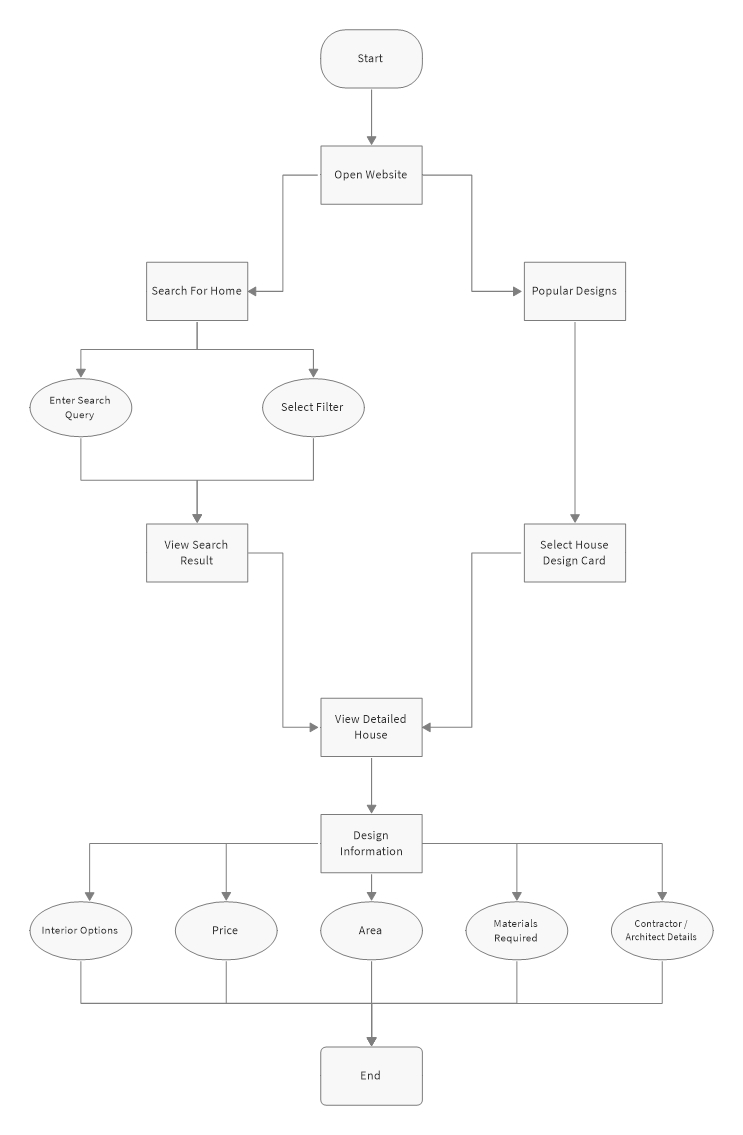 Start
Open Website
Search For Home
Popular Designs
Enter Search
Query
Select Filter
View Search
Result
Select House
Design Card
View Detailed
House
Design
Information
Interior Options
Price
Area
Materials
Required
Contractor /
Architect Details
End